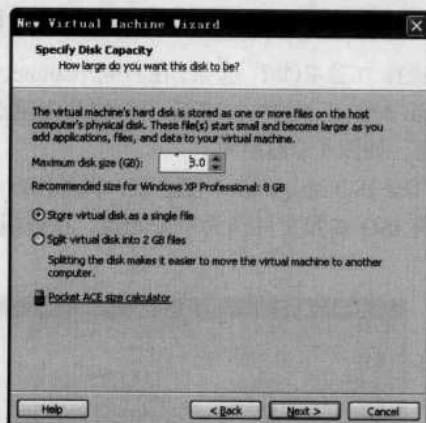 New Virtual Machine Wizard
Specify Disk Capacity
How large do you want this disk to be?
The virtual machine's hard disk is stored as one or more files on the host
computer's physical disk. These file(s) start small and become larger as you
add applications, files, and data to your virtual machine.
Maximum disk size (GB): 3.0
Recommended size for Windows XP Professional: 8 GB
Store virtual disk as a single file
Split virtual disk into 2 GB files
Splitting the disk makes it easier to move the virtual machine to another
computer.
Pocket ACE size calculator
Help < Back Next > Cancel